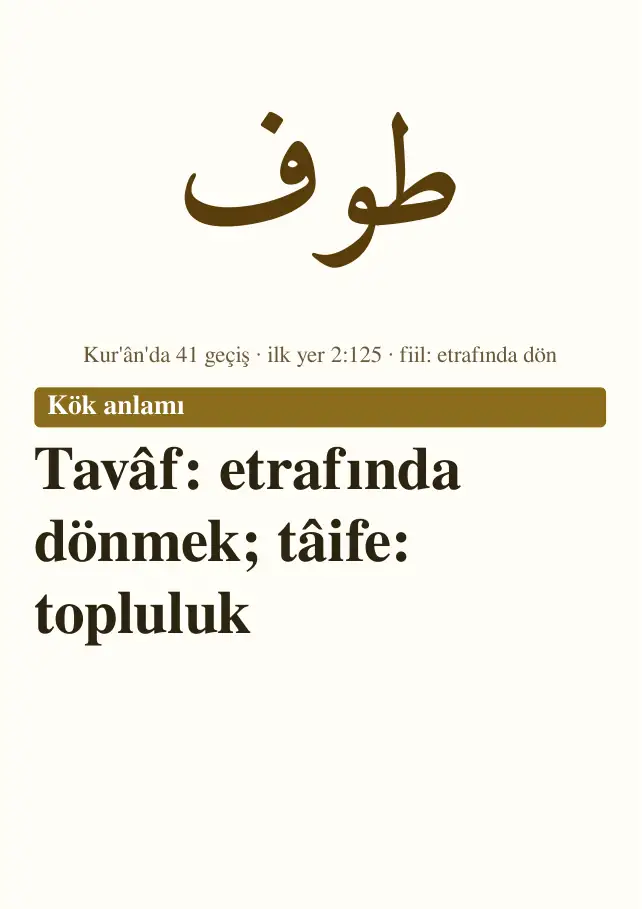 طوف
Kur'ân'da 41 geçiş · ilk yer 2:125 · fiil: etrafında dön
Kök anlamı
Tavâf: etrafında
dönmek; tâife:
topluluk